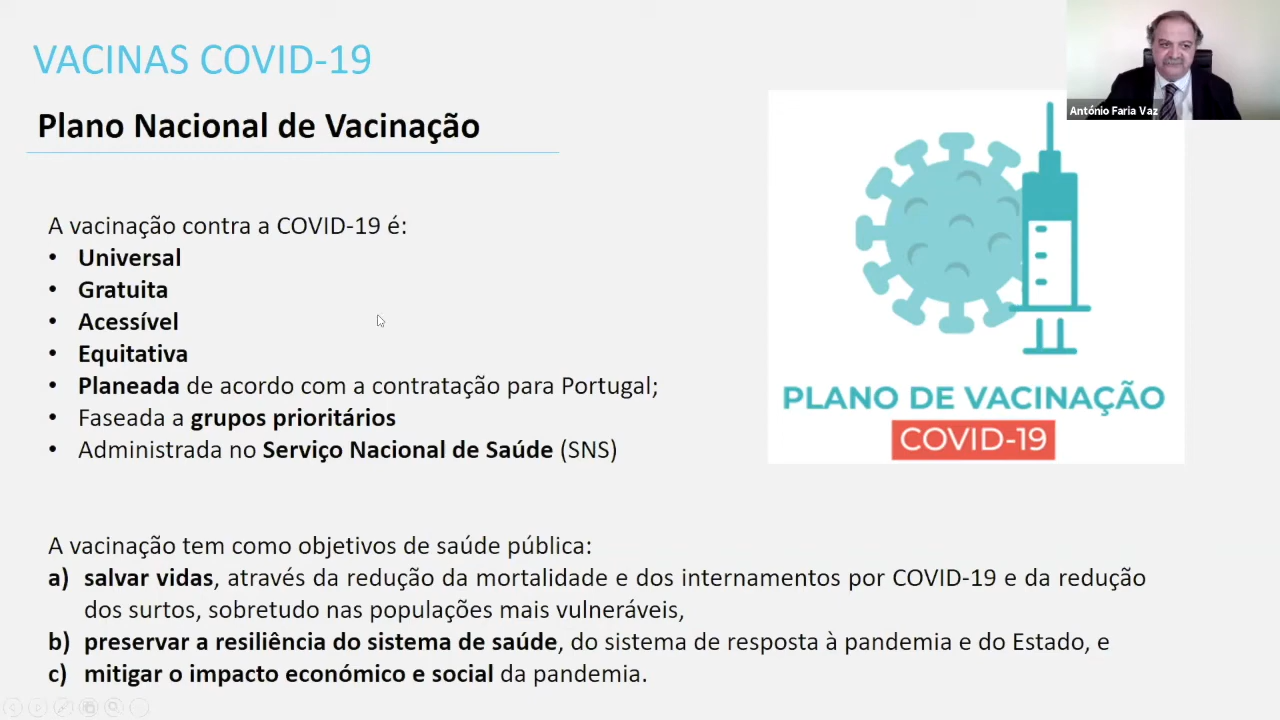 VACINAS COVID-19
António Faria Vaz
Plano Nacional de Vacinação
A vacinação contra a COVID-19 é:
• Universal
• Gratuita
• Acessível
• Equitativa
• Planeada de acordo com a contratação para Portugal;
• Faseada a grupos prioritários
• Administrada no Serviço Nacional de Saúde (SNS)
PLANO DE VACINAÇÃO
COVID-19
A vacinação tem como objetivos de saúde pública:
a) salvar vidas, através da redução da mortalidade e dos internamentos por COVID-19 e da redução
dos surtos, sobretudo nas populações mais vulneráveis,
b) preservar a resiliência do sistema de saúde, do sistema de resposta à pandemia e do Estado, e
c) mitigar o impacto económico e social da pandemia.